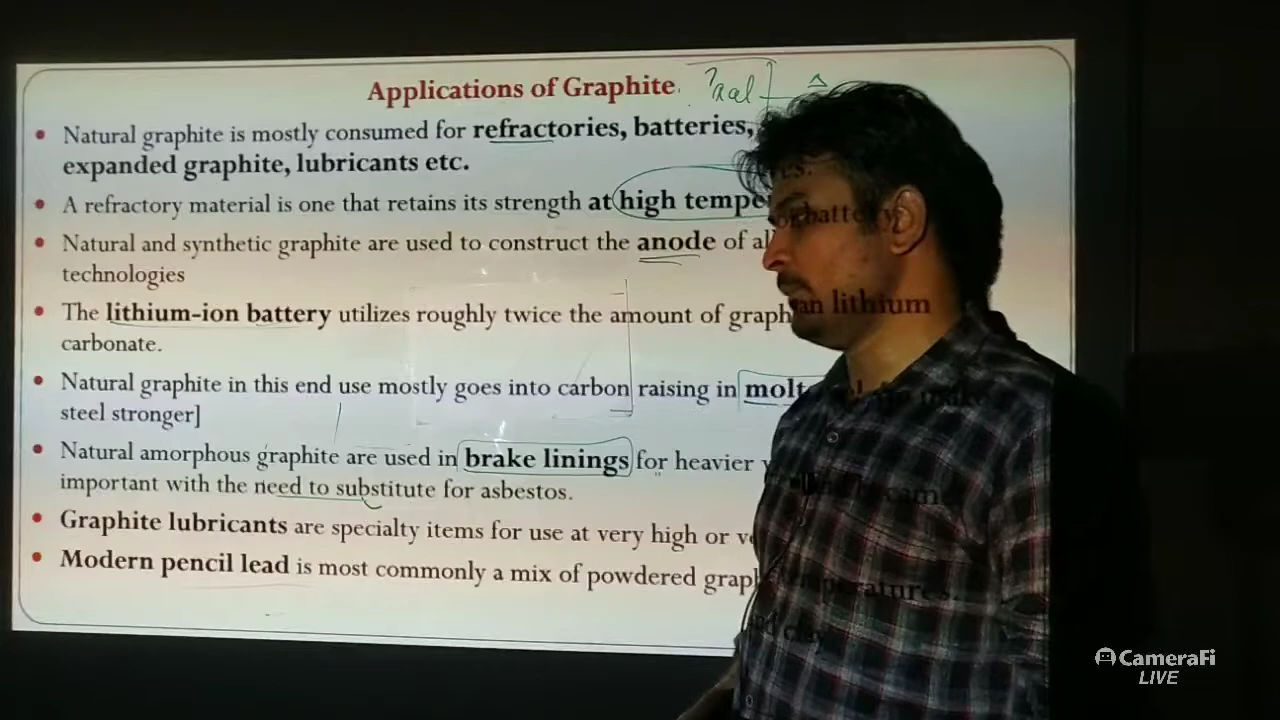 Applications of Graphite
Natural graphite is mostly consumed for refractories, batteries,
expanded graphite, lubricants etc.
A refractory material is one that retains its strength at high tempe
Natural and synthetic graphite are used to construct the anode of al battery
technologies
The lithium-ion battery utilizes roughly twice the amount of graph an lithium
carbonate.
Natural graphite in this end use mostly goes into carbon raising in molt
steel stronger]
Natural amorphous graphite are used in brake linings for heavier
important with the need to substitute for asbestos.
Graphite lubricants are specialty items for use at very high or ve peratures.
Modern pencil lead is most commonly a mix of powdered grap clay
CameraFi
LIVE